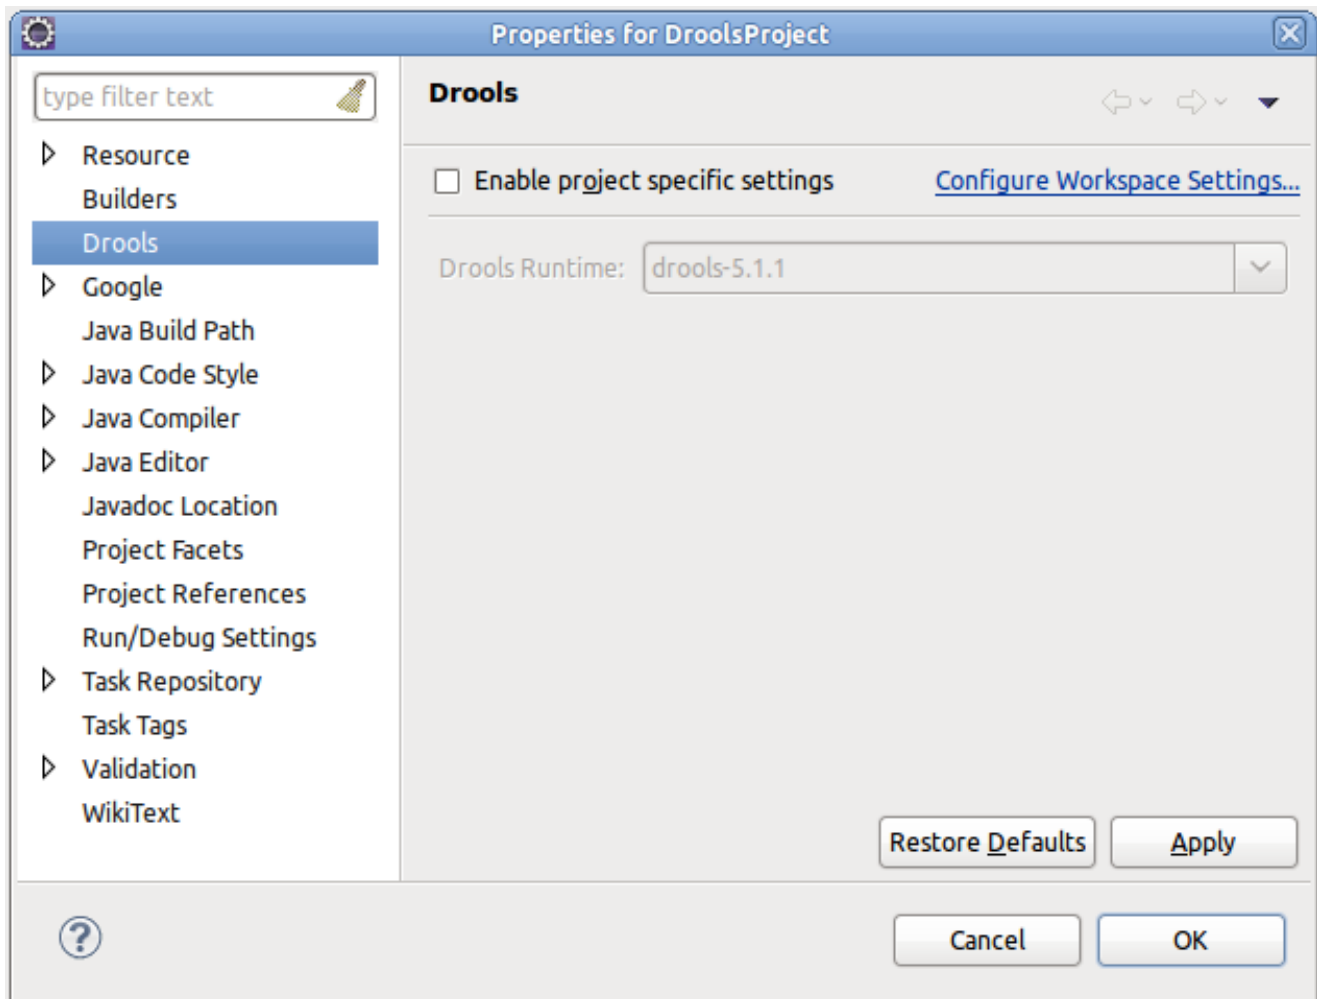 Properties for DroolsProject
type filter text
Resource
Builders
Drools
Google
Java Build Path
Java Code Style
Java Compiler
Java Editor
Javadoc Location
Project Facets
Project References
Run/Debug Settings
Task Repository
Task Tags
Validation
WikiText
Drools
Enable project specific settings
Configure Workspace Settings...
Drools Runtime: drools-5.1.1
Restore Defaults
Apply
?
Cancel
OK